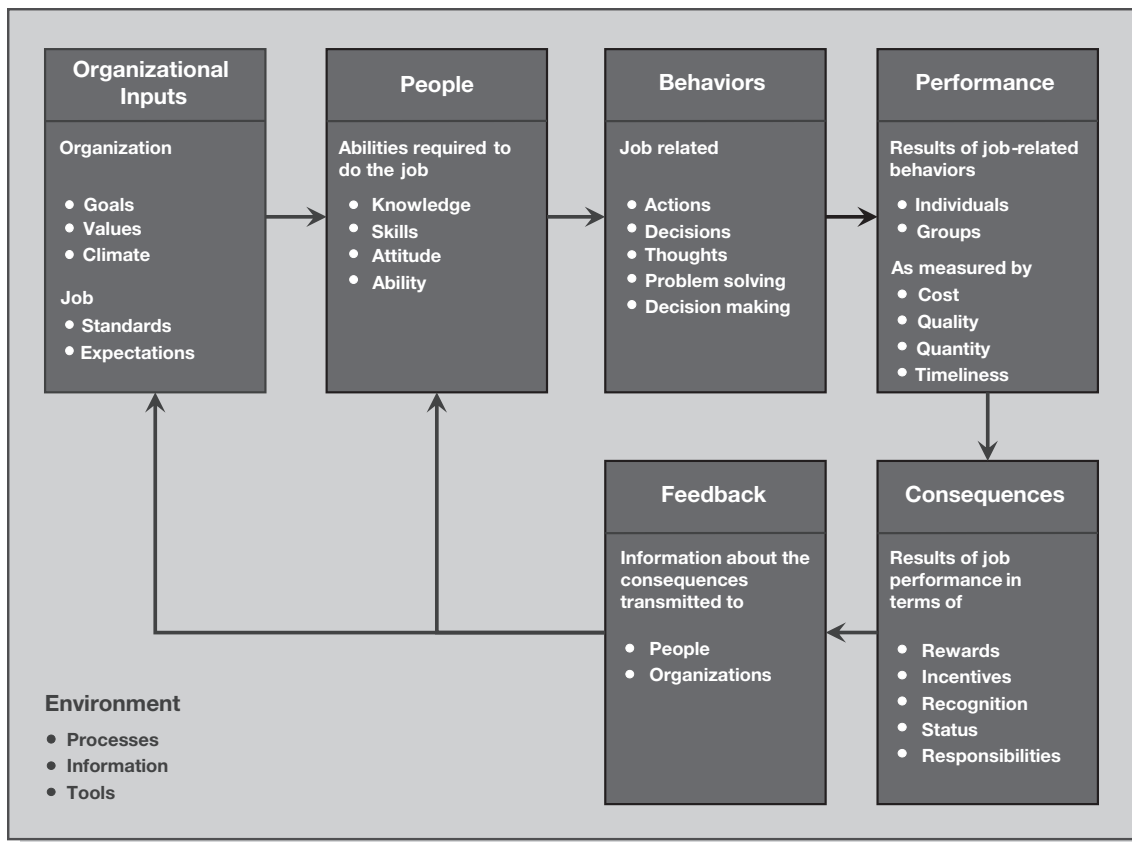 Organizational
Inputs
Organization
• Goals
• Values
• Climate
Job
• Standards
• Expectations
People
Abilities required to
do the job
• Knowledge
• Skills
• Attitude
• Ability
Behaviors
Job related
• Actions
• Decisions
• Thoughts
• Problem solving
• Decision making
Performance
Results of job-related
behaviors
• Individuals
• Groups
As measured by
• Cost
• Quality
• Quantity
• Timeliness
Consequences
Results of job
performance in
terms of
• Rewards
• Incentives
• Recognition
• Status
• Responsibilities
Feedback
Information about the
consequences
transmitted to
• People
• Organizations
Environment
• Processes
• Information
• Tools